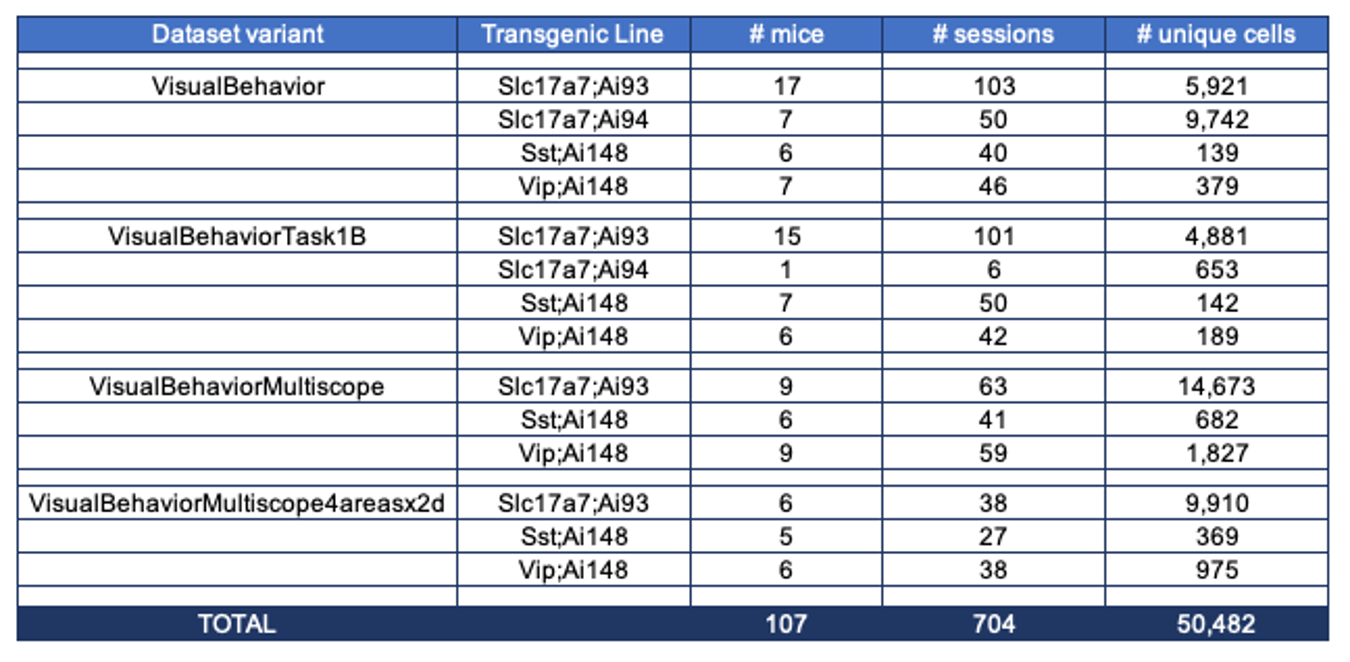 Dataset variant Transgenic Line # mice # sessions # unique cells
VisualBehavior Slc17a7;Ai93 17 103 5,921
Slc17a7;Ai94 7 50 9,742
Sst;Ai148 6 40 139
Vip;Ai148 7 46 379
VisualBehaviorTask1B Slc17a7;Ai93 15 101 4,881
Slc17a7;Ai94 1 6 653
Sst;Ai148 7 50 142
Vip;Ai148 6 42 189
VisualBehaviorMultiscope Slc17a7;Ai93 9 63 14,673
Sst;Ai148 6 41 682
Vip;Ai148 9 59 1,827
VisualBehaviorMultiscope4areasx2d Slc17a7;Ai93 6 38 9,910
Sst;Ai148 5 27 369
Vip;Ai148 6 38 975
TOTAL 107 704 50,482